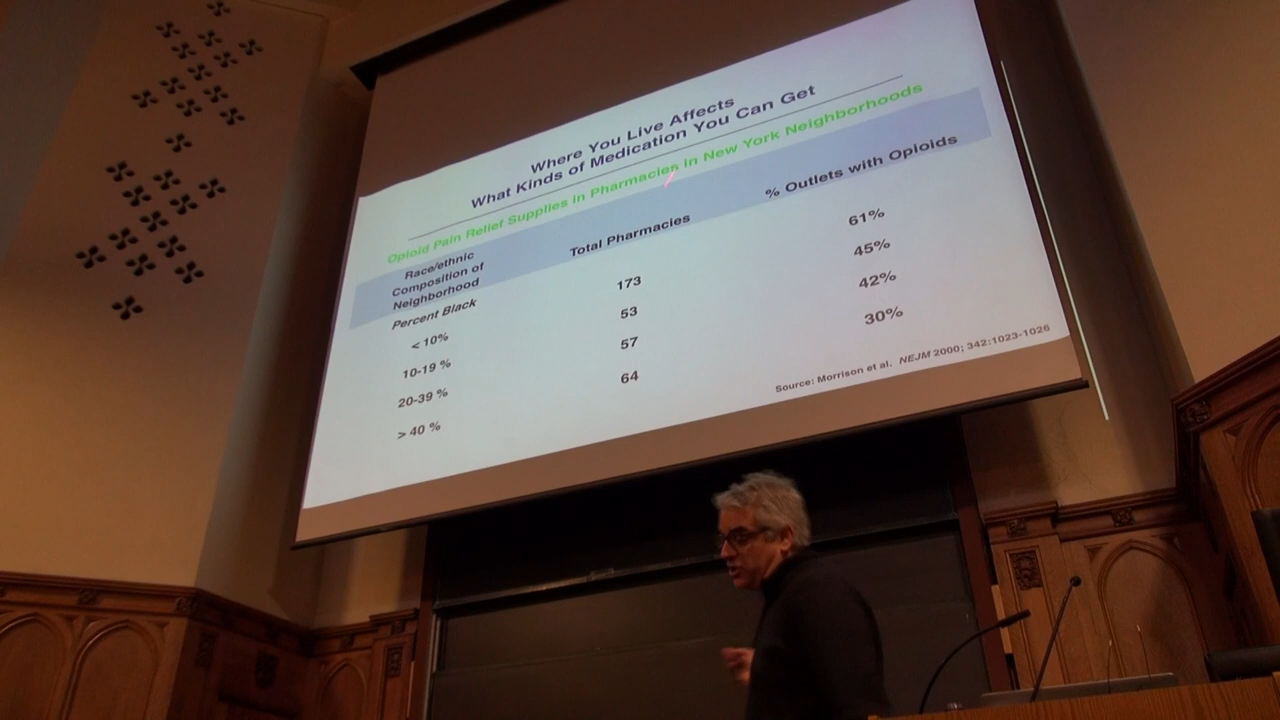 Where You Live Affects
What Kinds of Medication You Can Get
Opioid Pain Relief Supplies in Pharmacies in New York Neighborhoods
Race/ethnic
Composition of
Neighborhood
Total Pharmacies
% Outlets with Opioids
Percent Black
< 10% 173 61%
10-19 % 53 45%
20-39 % 57 42%
> 40 % 64 30%
Source: Morrison et al. NEJM 2000; 342:1023-1026